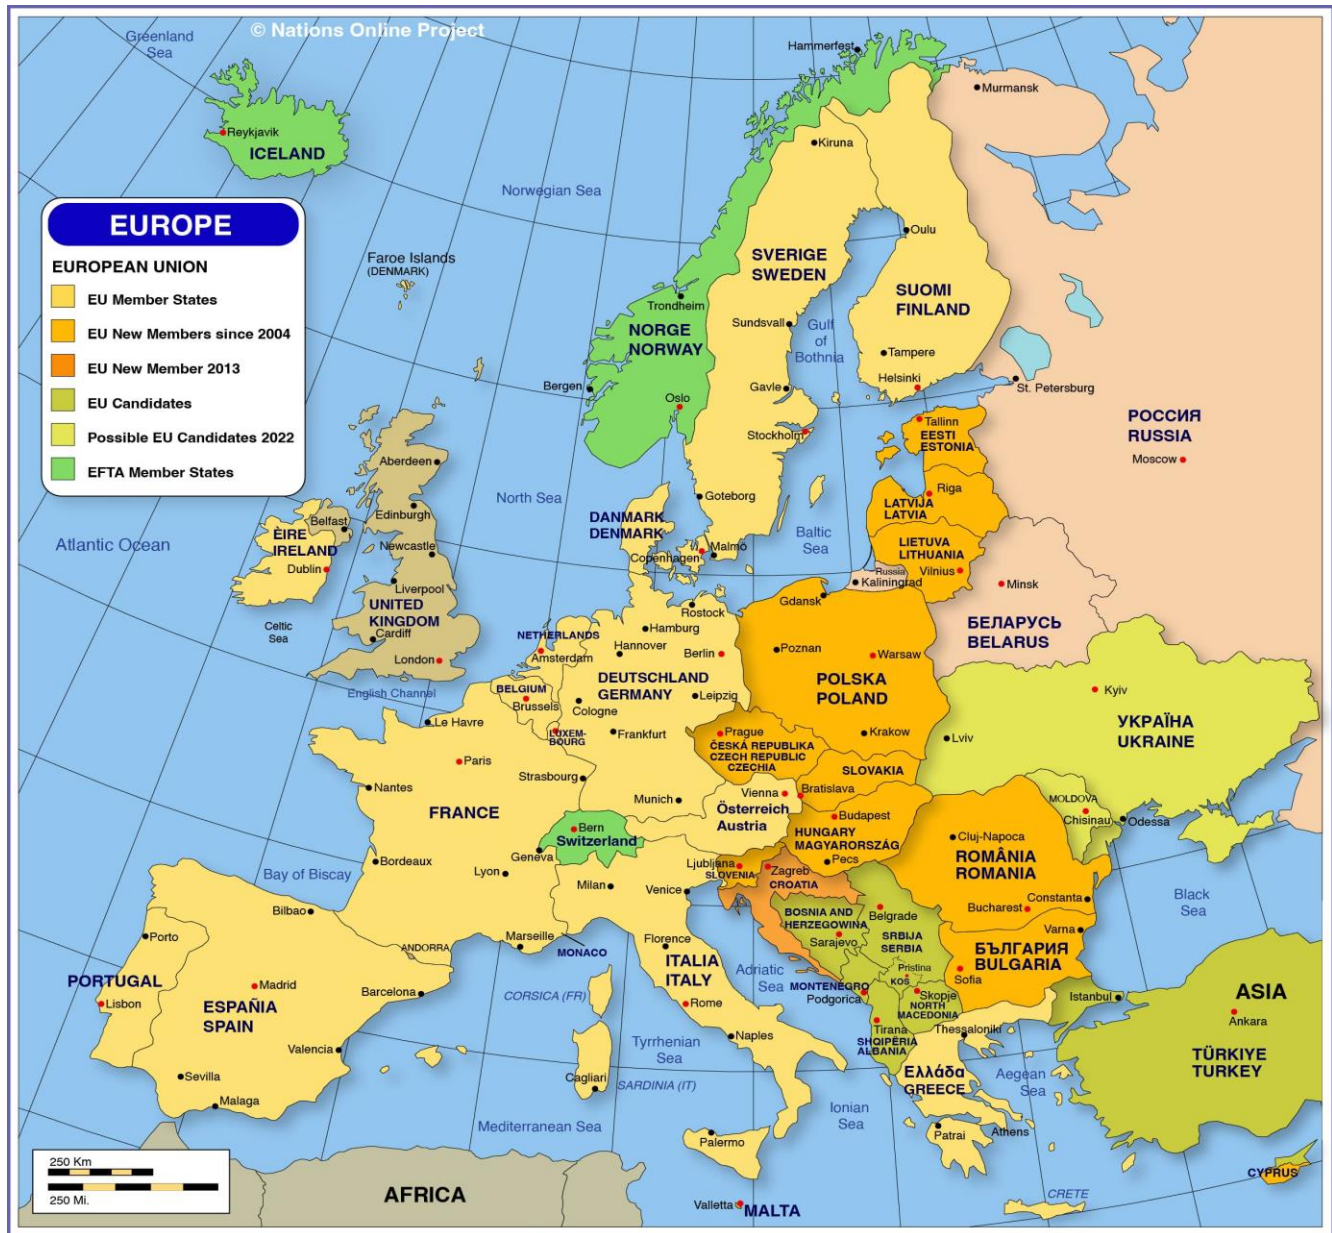 © Nations Online Project
Greenland
Sea
Hammerfest
Murmansk
Reykjavik
ICELAND
Kiruna
Norwegian Sea
EUROPE
EUROPEAN UNION
EU Member States
EU New Members since 2004
EU New Member 2013
EU Candidates
Possible EU Candidates 2022
EFTA Member States
Faroe Islands
(DENMARK)
Oulu
SVERIGE
SWEDEN
SUOMI
FINLAND
Trondheim
NORGE
NORWAY
Sundsvall
Gulf
of
Bothnia
Tampere
Helsinki
St. Petersburg
Bergen
Oslo
Gavle
Stockholm
Tallinn
EESTI
ESTONIA
РОССИЯ
RUSSIA
Moscow
Aberdeen
North Sea
Goteborg
Riga
LATVIJA
LATVIA
Edinburgh
Belfast
DANMARK
DENMARK
Baltic
Sea
LIETUVA
LITHUANIA
Vilnius
Atlantic Ocean
ÈIRE
IRELAND
Dublin
Newcastle
Liverpool
Copenhagen
Malmö
Russia
Kaliningrad
Minsk
UNITED
KINGDOM
Cardiff
London
Celtic
Sea
English Channel
Rostock
Hamburg
Gdansk
БЕЛАРУСЬ
BELARUS
NETHERLANDS
Amsterdam
Hannover
Berlin
Poznan
Warsaw
POLSKA
POLAND
DEUTSCHLAND
GERMANY
Leipzig
BELGIUM
Brussels
Cologne
LUXEM-
BOURG
Frankfurt
Le Havre
Paris
Strasbourg
Prague
ČESKÁ REPUBLIKA
CZECH REPUBLIC
CZECHIA
Krakow
Lviv
Kyiv
УКРАЇНА
UKRAINE
SLOVAKIA
Bratislava
Nantes
FRANCE
Munich
Vienna
Österreich
Austria
Budapest
HUNGARY
MAGYARORSZÁG
Pecs
MOLDOVA
Chisinau
Odessa
Bern
Switzerland
Geneva
Lyon
Bordeaux
Bay of Biscay
Cluj-Napoca
ROMÂNIA
ROMANIA
Constanta
Bucharest
Ljubljana
SLOVENIA
Zagreb
CROATIA
Milan
Venice
Black
Sea
BOSNIA AND
HERZEGOWINA
Sarajevo
Belgrade
SRBIJA
SERBIA
Varna
БЪЛГАРИЯ
BULGARIA
Sofia
Bilbao
Porto
PORTUGAL
Lisbon
Madrid
ESPAÑIA
SPAIN
ANDORRA
Barcelona
Marseille
MONACO
Florence
ITALIA
ITALY
Rome
Adriatic
Sea
MONTENEGRO
Podgorica
Pristina
KOS
Skopje
NORTH
MACEDONIA
Tirana
SHQIPËRIA
ALBANIA
Istanbul
ASIA
Ankara
TÜRKIYE
TURKEY
CORSICA (FR)
Naples
Tyrrhenian
Sea
Valencia
Sevilla
Malaga
Cagliari
SARDINIA (IT)
Thessaloniki
Ελλάδα
GREECE
Aegean
Sea
Ionian
Sea
Patrai
Athens
Mediterranean Sea
Palermo
250 Km
250 Mi.
AFRICA
Valletta
MALTA
CRETE
CYPRUS